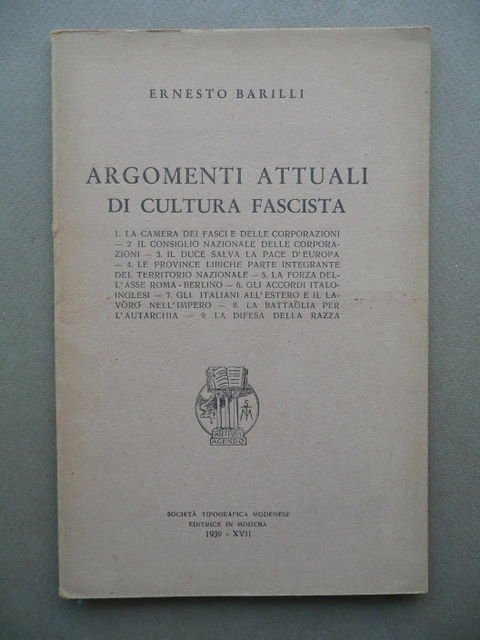 ERNESTO BARILLI
ARGOMENTI ATTUALI
DI CULTURA FASCISTA
1. LA CAMERA DEI FASCI E DELLE CORPORAZIONI
— 2 IL CONSIGLIO NAZIONALE DELLE CORPORA-
ZIONI — 3. IL DUCE SALVA LA PACE D'EUROPA
— 4. LE PROVINCE LIBICHE PARTE INTEGRANTE
DEL TERRITORIO NAZIONALE — 5. LA FORZA DEL-
L'ASSE ROMA - BERLINO — 6. GLI ACCORDI ITALO-
INGLESI — 7. GLI ITALIANI ALL'ESTERO E IL LA-
VORO NELL'IMPERO — 8. LA BATTAGLIA PER
L'AUTARCHIA — 9. LA DIFESA DELLA RAZZA
AGENDO
SOCIETÀ TIPOGRAFICA MODENESE
EDITRICE IN MODENA
1939 - XVII